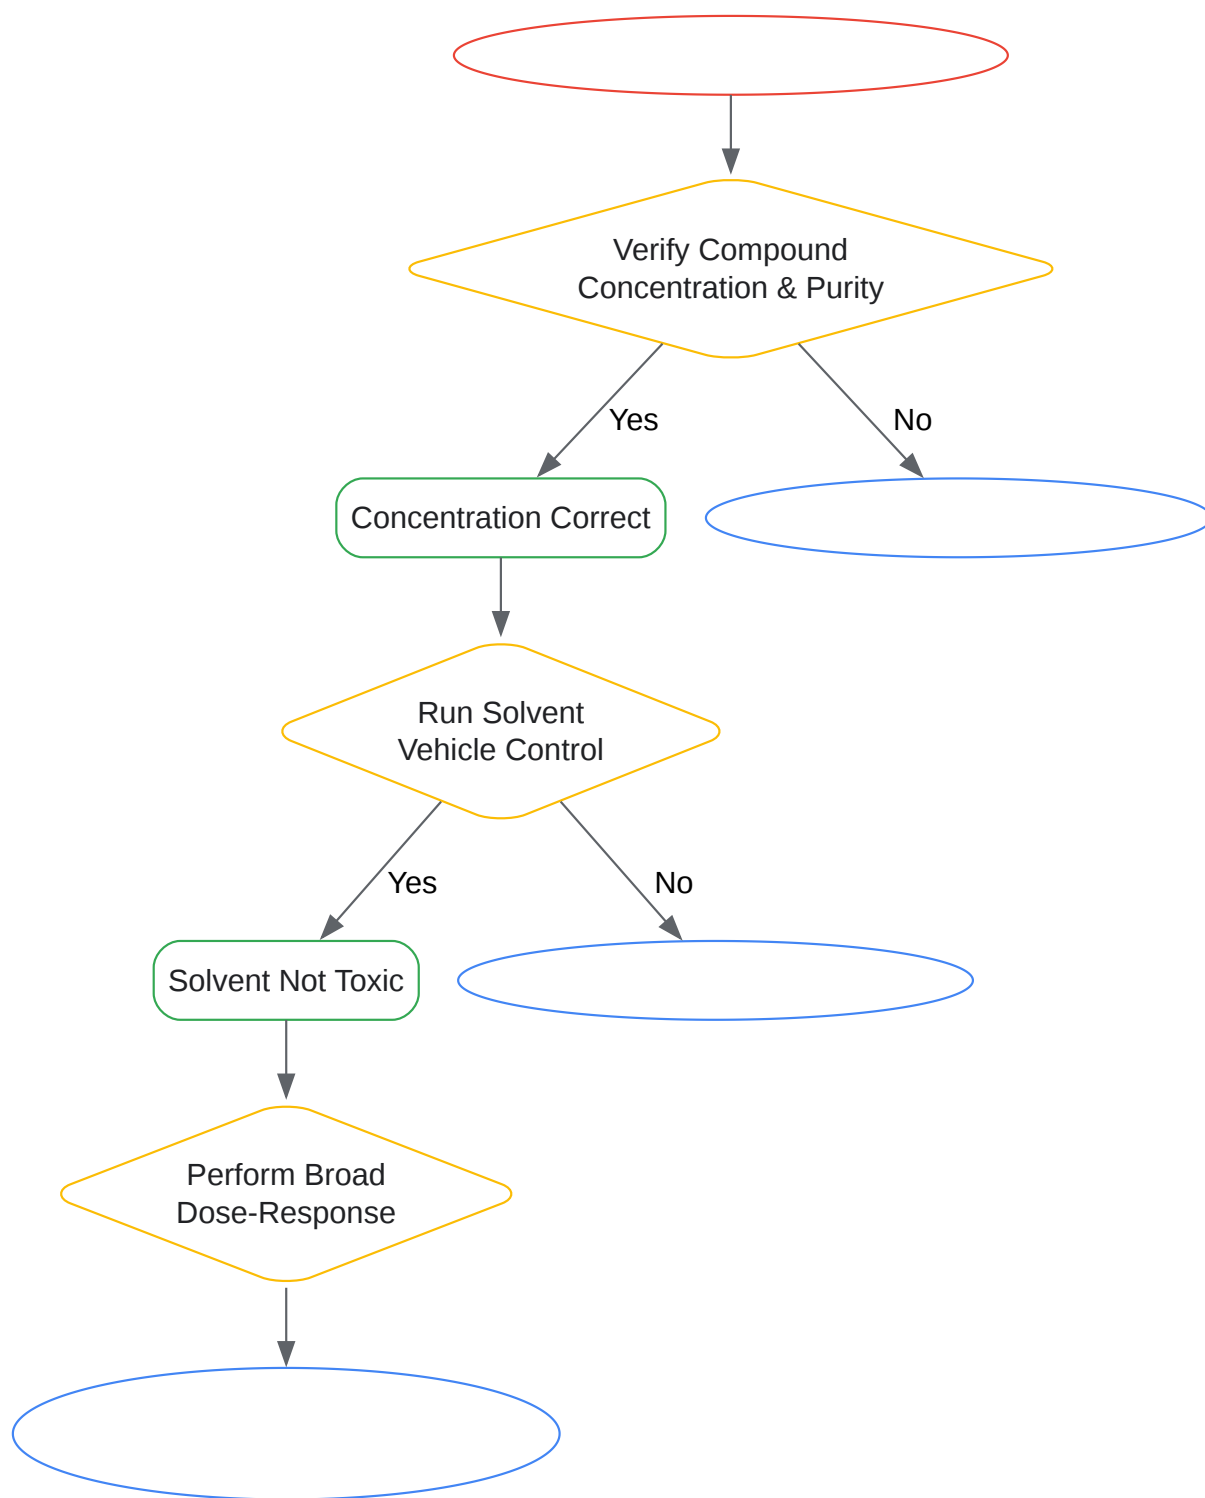 Verify Compound
Concentration & Purity
Yes
No
Concentration Correct
Run Solvent
Vehicle Control
Yes
No
Solvent Not Toxic
Perform Broad
Dose-Response